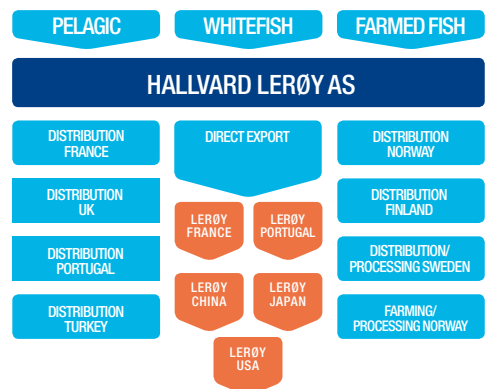 PELAGIC
WHITEFISH
FARMED FISH
HALLVARD LERØY AS
DISTRIBUTION
FRANCE
DIRECT EXPORT
DISTRIBUTION
NORWAY
DISTRIBUTION
UK
LERØY
FRANCE
LERØY
PORTUGAL
DISTRIBUTION
FINLAND
DISTRIBUTION
PORTUGAL
LERØY
CHINA
LERØY
JAPAN
DISTRIBUTION/
PROCESSING SWEDEN
DISTRIBUTION
TURKEY
LERØY
USA
FARMING/
PROCESSING NORWAY